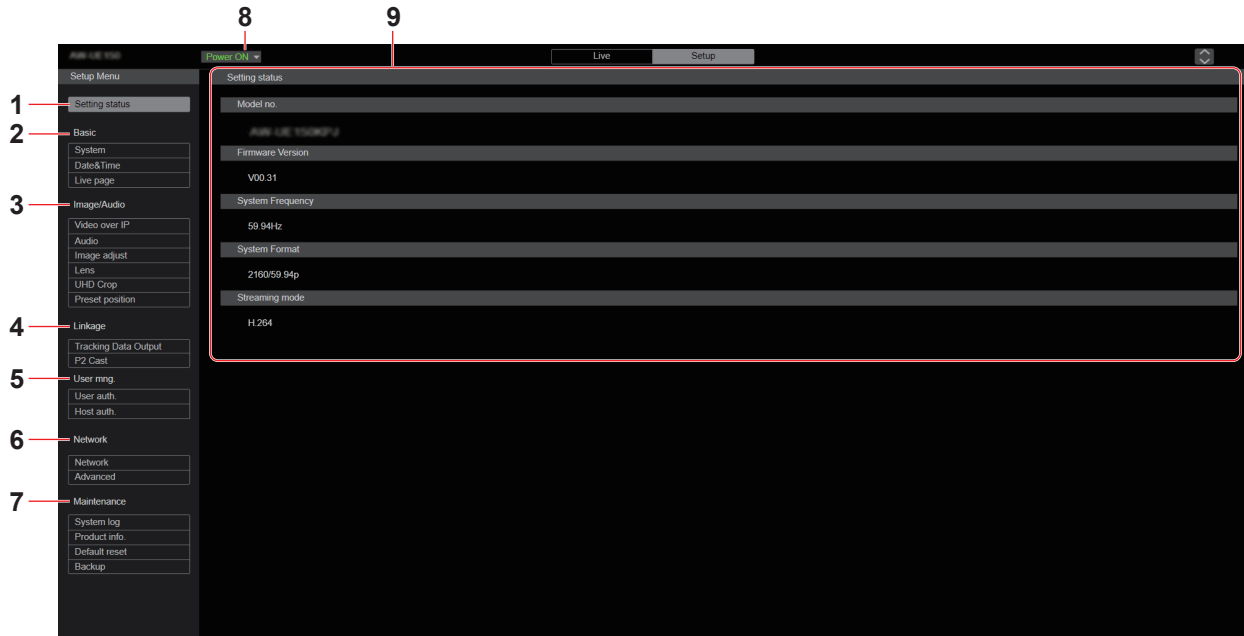 8
9
Power ON
Live
Setup
Setup Menu
Setting status
1
Setting status
2
Basic
System
Date&Time
Live page
3
Image/Audio
Video over IP
Audio
Image adjust
Lens
UHD Crop
Preset position
4
Linkage
Tracking Data Output
P2 Cast
5
User mng.
User auth.
Host auth.
6
Network
Network
Advanced
7
Maintenance
System log
Product info.
Default reset
Backup
Model no.
Firmware Version
V00.31
System Frequency
59.94Hz
System Format
2160/59.94p
Streaming mode
H.264